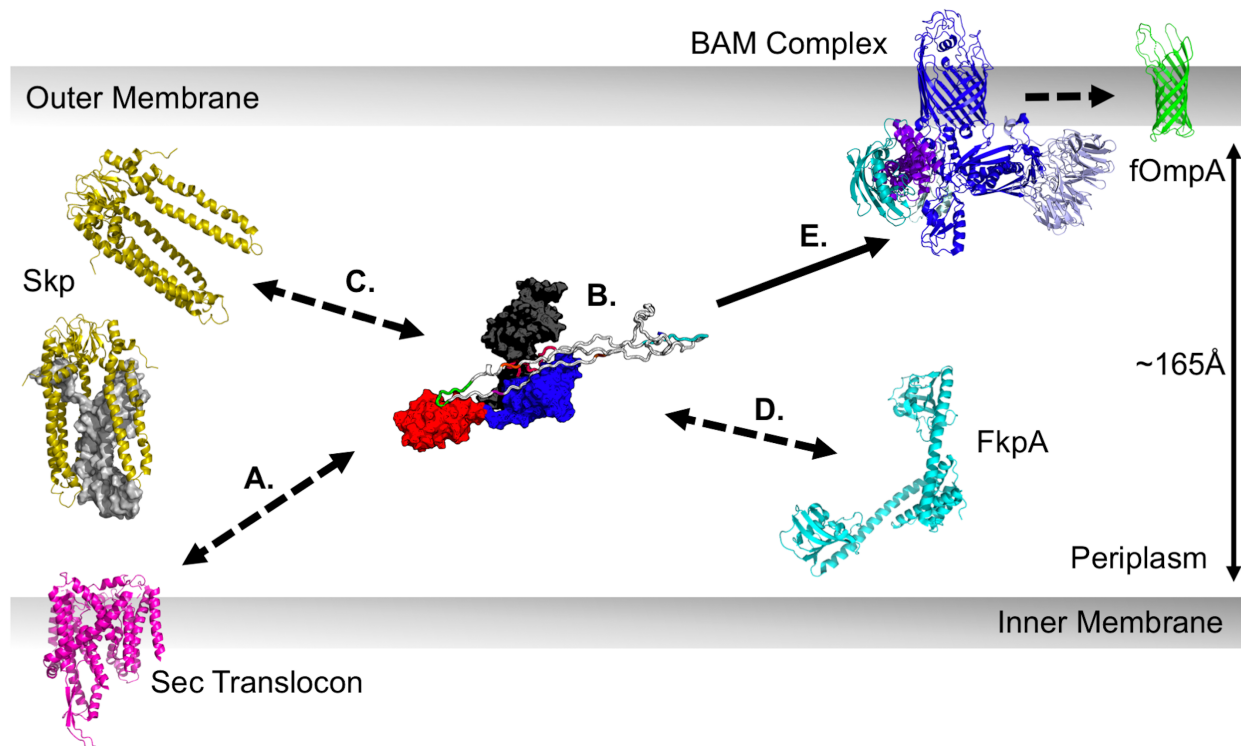 BAM Complex
Outer Membrane
fOmpA
Skp
C.
B.
E.
~165Å
D.
FkpA
A.
Periplasm
Inner Membrane
Sec Translocon